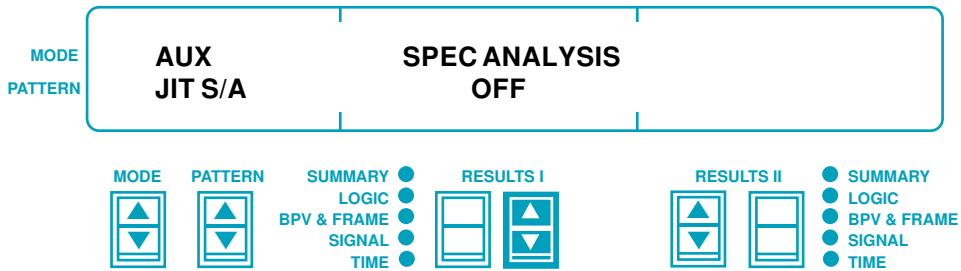 MODE
PATTERN
AUX
JIT S/A
SPEC ANALYSIS
OFF
MODE
PATTERN
SUMMARY
LOGIC
BPV & FRAME
SIGNAL
TIME
RESULTS I
RESULTS II
SUMMARY
LOGIC
BPV & FRAME
SIGNAL
TIME